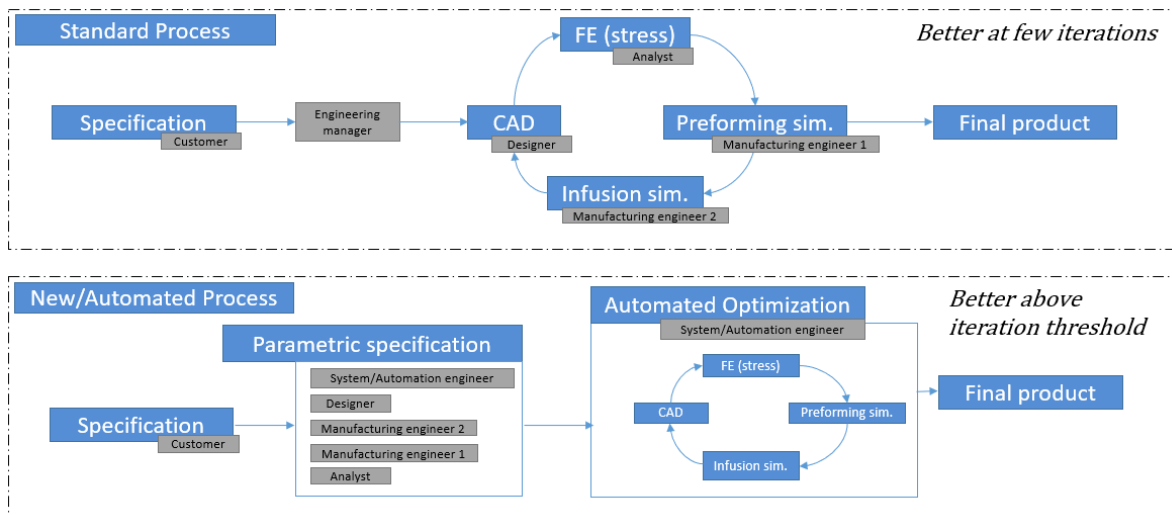 Standard Process
Better at few iterations
FE (stress)
Analyst
Specification
Customer
Engineering
manager
CAD
Designer
Preforming sim.
Manufacturing engineer 1
Final product
Infusion sim.
Manufacturing engineer 2
New/Automated Process
Better above
iteration threshold
Parametric specification
System/Automation engineer
Designer
Manufacturing engineer 2
Manufacturing engineer 1
Analyst
Specification
Customer
Automated Optimization
System/Automation engineer
FE (stress)
CAD
Preforming sim.
Infusion sim.
Final product